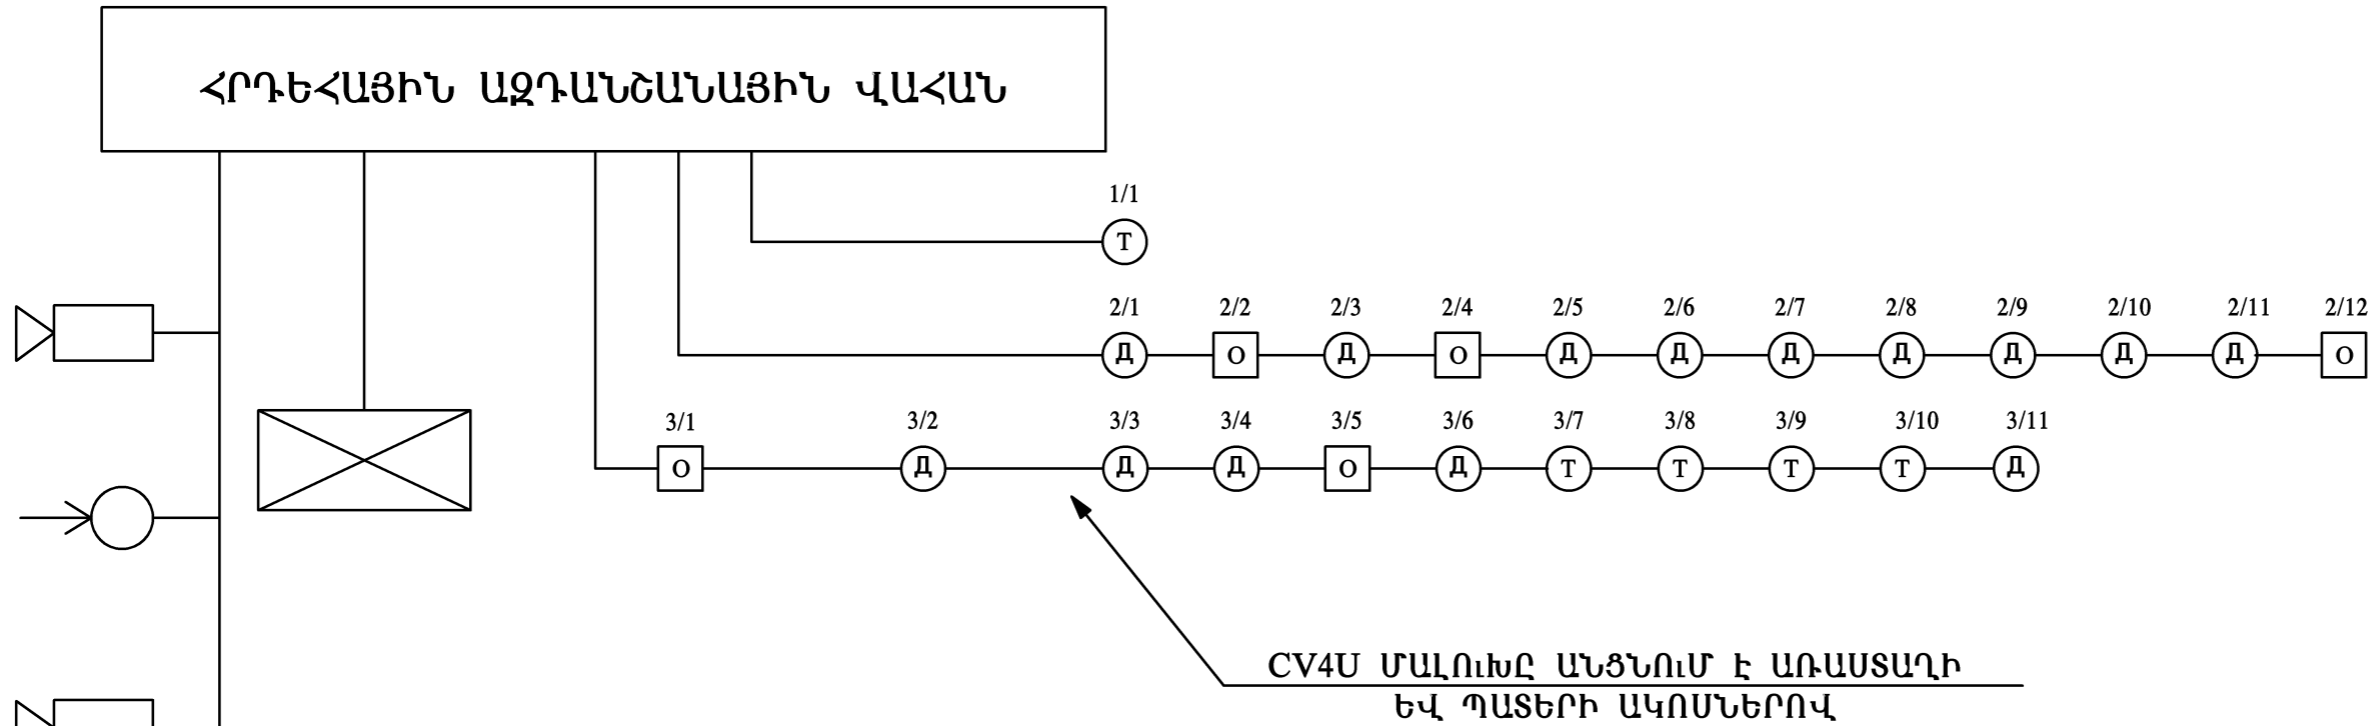 ՀՐԴԵՀԱՅԻՆ ԱԶԴԱՆՇԱՆԱՅԻՆ ՎԱՀԱՆ
1/1
Т
2/1 2/2 2/3 2/4 2/5 2/6 2/7 2/8 2/9 2/10 2/11 2/12
Д О Д О Д Д Д Д Д Д Д О
3/1 3/2 3/3 3/4 3/5 3/6 3/7 3/8 3/9 3/10 3/11
О Д Д Д О Д Т Т Т Т Д
CV4U ՄԱԼՈւԽԸ ԱՆՑՆՈւՄ Է ԱՌԱՍՏԱՂԻ
ԵՎ ՊԱՏԵՐԻ ԱԿՈՍՆԵՐՈՎ